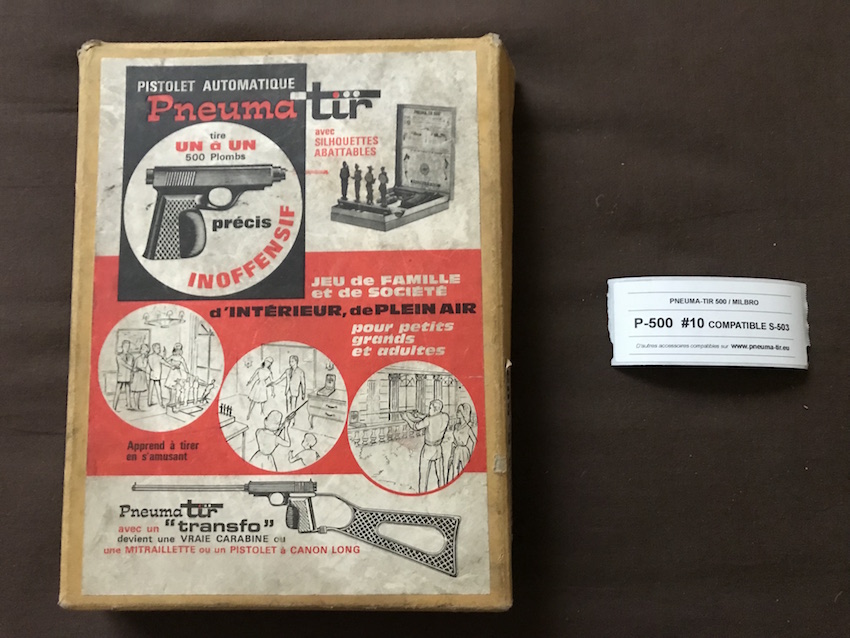 PISTOLET AUTOMATIQUE
Pneuma tir
tire
UN à UN
500 Plombs
précis
INOFFENSIF
avec
SILHOUETTES
ABATTABLES
JEU de FAMILLE
et de SOCIÉTÉ
d'INTÉRIEUR, de PLEIN AIR
pour petits
grands
et adultes
Apprend à tirer
en s'amusant
Pneuma tir
avec un "transfo"
devient une VRAIE CARABINE ou
une MITRAILLETTE ou un PISTOLET à CANON LONG
PNEUMA-TIR 500 / MILBRO
P-500 #10 COMPATIBLE S-503
D'autres accessoires compatibles sur www.pneuma-tir.eu